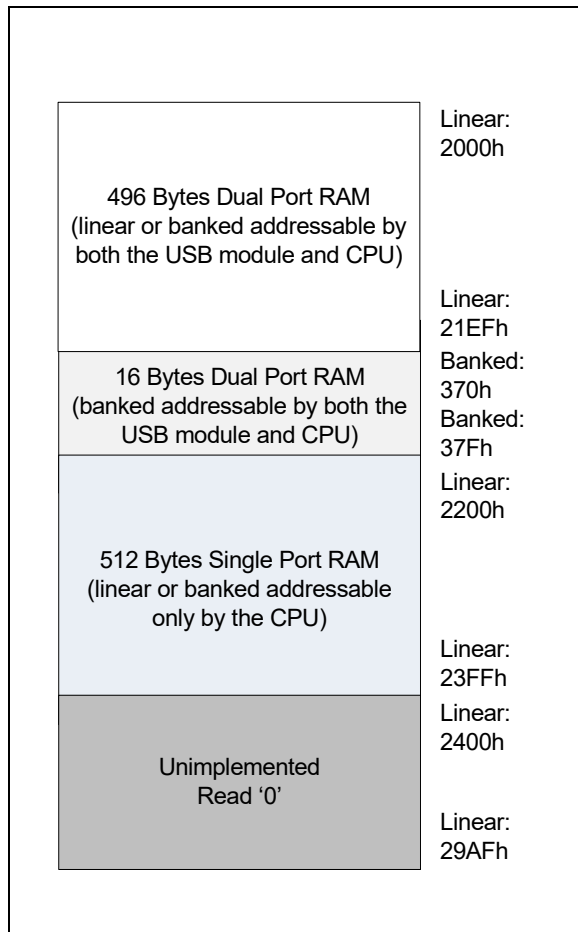 Linear:
2000h
496 Bytes Dual Port RAM
(linear or banked addressable by
both the USB module and CPU)
Linear:
21EFh
Banked:
370h
16 Bytes Dual Port RAM
(banked addressable by both the
USB module and CPU)
Banked:
37Fh
Linear:
2200h
512 Bytes Single Port RAM
(linear or banked addressable
only by the CPU)
Linear:
23FFh
Linear:
2400h
Unimplemented
Read ‘0’
Linear:
29AFh